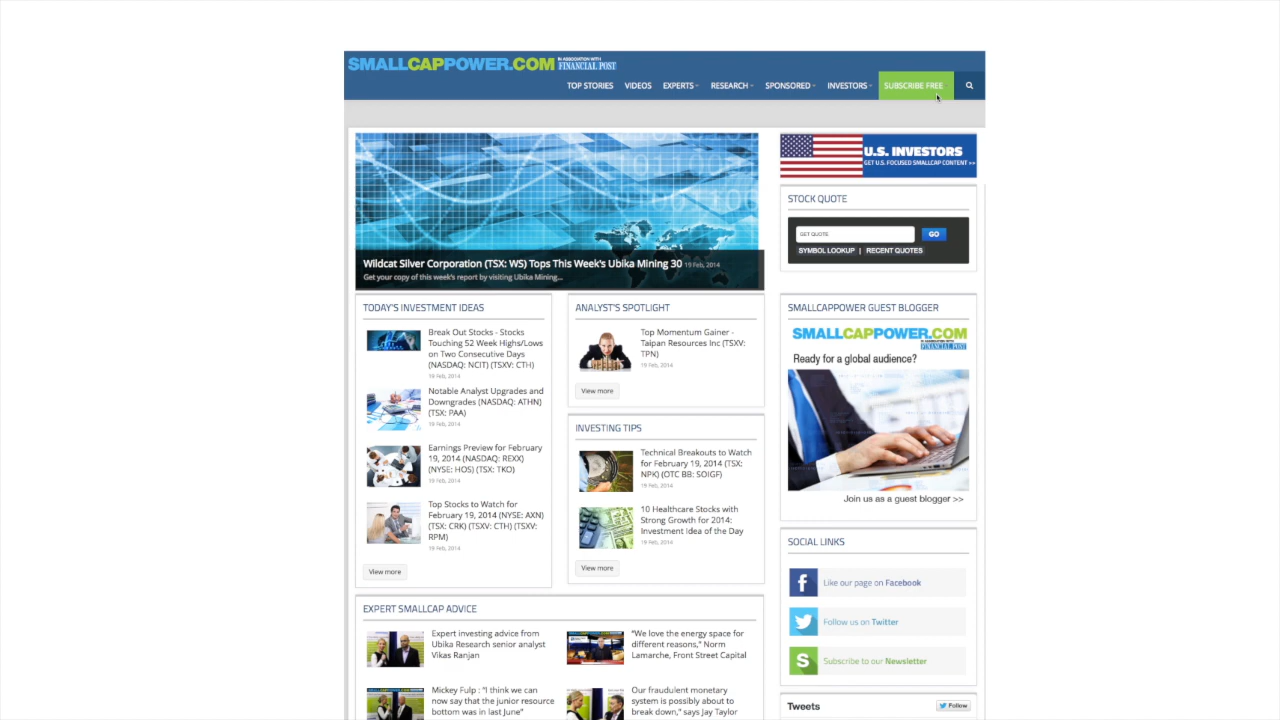 SMALLCAPPOWER.COM IN ASSOCIATION WITH FINANCIAL POST
TOP STORIES VIDEOS EXPERTS RESEARCH SPONSORED INVESTORS SUBSCRIBE FREE
Wildcat Silver Corporation (TSX: WS) Tops This Week's Ubika Mining 30 19 Feb, 2014
Get your copy of this week's report by visiting Ubika Mining...
U.S. INVESTORS
GET U.S. FOCUSED SMALLCAP CONTENT >>
STOCK QUOTE
GET QUOTE
GO
SYMBOL LOOKUP | RECENT QUOTES
TODAY'S INVESTMENT IDEAS
Break Out Stocks - Stocks
Touching 52 Week Highs/Lows
on Two Consecutive Days
(NASDAQ: NCIT) (TSXV: CTH)
19 Feb, 2014
Notable Analyst Upgrades and
Downgrades (NASDAQ: ATHN)
(TSX: PAA)
19 Feb, 2014
Earnings Preview for February
19, 2014 (NASDAQ: REXX)
(NYSE: HOS) (TSX: TKO)
19 Feb, 2014
Top Stocks to Watch for
February 19, 2014 (NYSE: AXN)
(TSX: CRK) (TSXV: CTH) (TSXV:
RPM)
19 Feb, 2014
View more
ANALYST'S SPOTLIGHT
Top Momentum Gainer -
Taipan Resources Inc (TSXV:
TPN)
19 Feb, 2014
View more
INVESTING TIPS
Technical Breakouts to Watch
for February 19, 2014 (TSX:
NPK) (OTC BB: SOIGF)
19 Feb, 2014
10 Healthcare Stocks with
Strong Growth for 2014:
Investment Idea of the Day
19 Feb, 2014
View more
SMALLCAPPOWER GUEST BLOGGER
SMALLCAPPOWER.COM
IN ASSOCIATION WITH
FINANCIAL POST
Ready for a global audience?
Join us as a guest blogger >>
SOCIAL LINKS
Like our page on Facebook
Follow us on Twitter
S Subscribe to our Newsletter
EXPERT SMALLCAP ADVICE
Expert investing advice from
Ubika Research senior analyst
Vikas Ranjan
"We love the energy space for
different reasons," Norm
Lamarche, Front Street Capital
Mickey Fulp : "I think we can
now say that the junior resource
bottom was in last June"
Our fraudulent monetary
system is possibly about to
break down," says Jay Taylor
Tweets
Follow